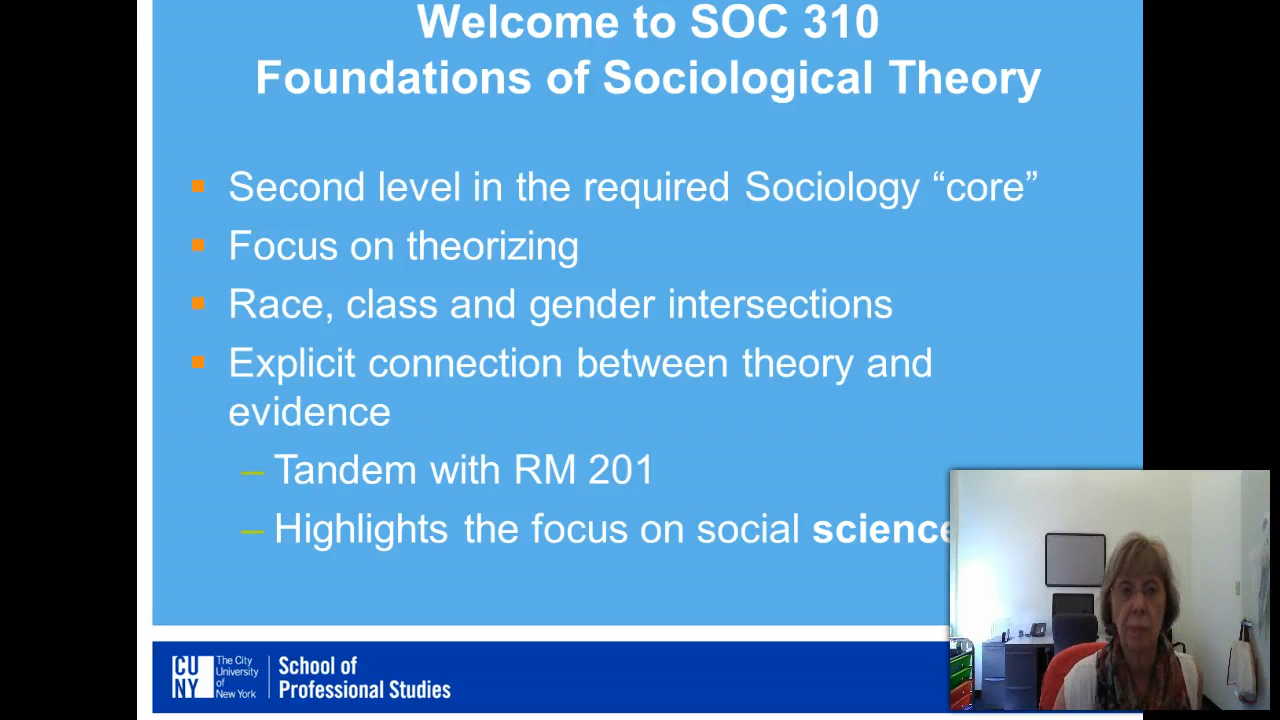 Welcome to SOC 310
Foundations of Sociological Theory
Second level in the required Sociology “core”
Focus on theorizing
Race, class and gender intersections
Explicit connection between theory and
evidence
– Tandem with RM 201
– Highlights the focus on social science
CU
NY
The City
University
of
New York
School of
Professional Studies